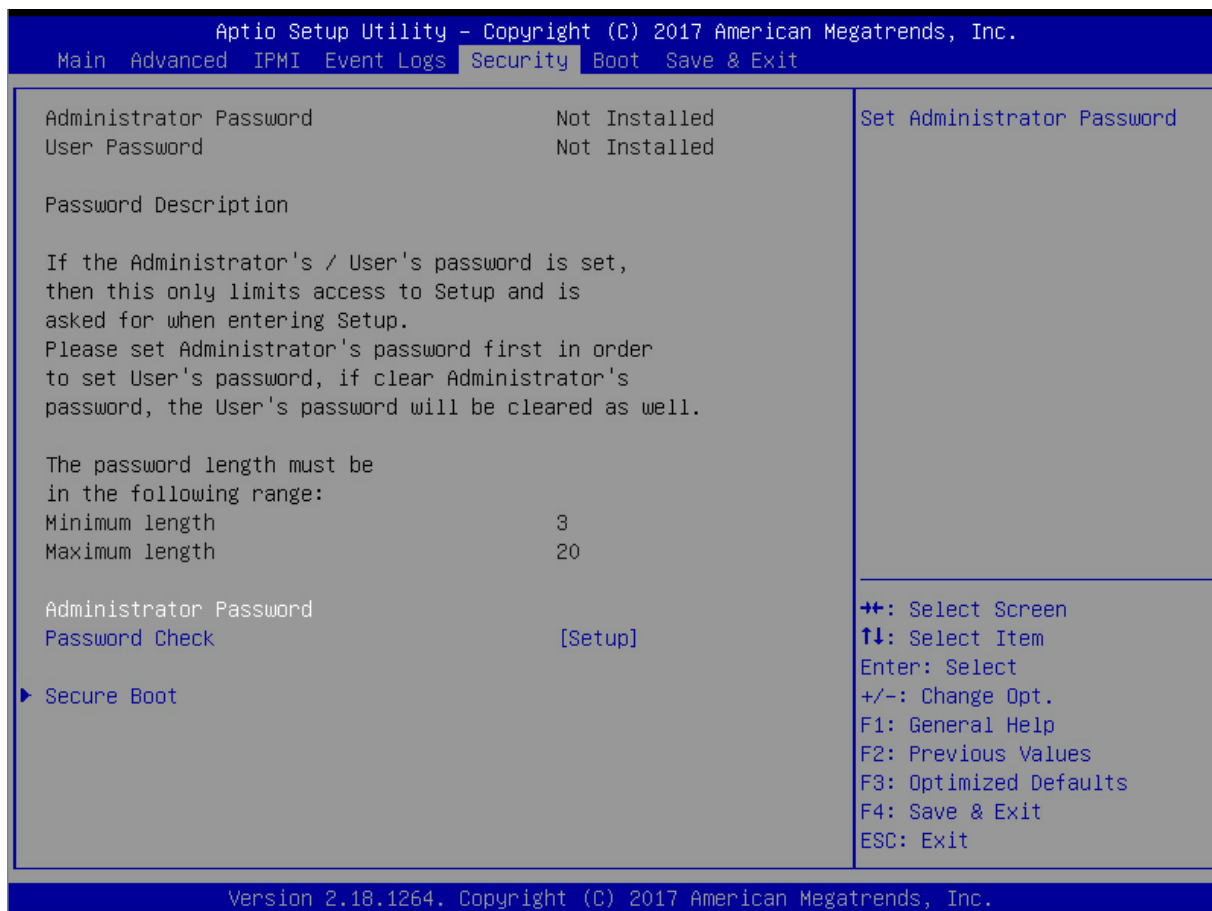 Aptio Setup Utility – Copyright (C) 2017 American Megatrends, Inc.
Main Advanced IPMI Event Logs Security Boot Save & Exit
Administrator Password Not Installed
User Password Not Installed
Password Description
If the Administrator's / User's password is set,
then this only limits access to Setup and is
asked for when entering Setup.
Please set Administrator's password first in order
to set User's password, if clear Administrator's
password, the User's password will be cleared as well.
The password length must be
in the following range:
Minimum length 3
Maximum length 20
Administrator Password
Password Check [Setup]
Secure Boot
Set Administrator Password
→←: Select Screen
↑↓: Select Item
Enter: Select
+/-: Change Opt.
F1: General Help
F2: Previous Values
F3: Optimized Defaults
F4: Save & Exit
ESC: Exit
Version 2.18.1264. Copyright (C) 2017 American Megatrends, Inc.